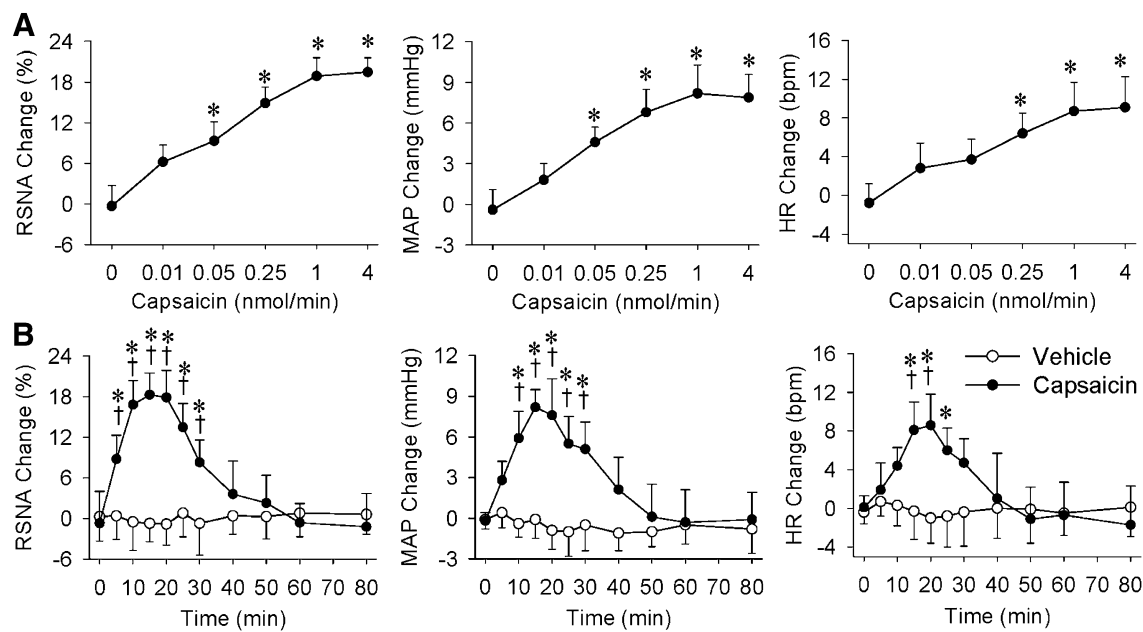 A
RSNA Change (%)
24
18
12
6
0
-6
* * * *
0 0.01 0.05 0.25 1 4
Capsaicin (nmol/min)
MAP Change (mmHg)
12
9
6
3
0
-3
* * * *
0 0.01 0.05 0.25 1 4
Capsaicin (nmol/min)
HR Change (bpm)
16
12
8
4
0
-4
* * *
0 0.01 0.05 0.25 1 4
Capsaicin (nmol/min)
B
RSNA Change (%)
24
18
12
6
0
-6
* * * * * *
† † † † † †
0 10 20 30 40 50 60 70 80
Time (min)
MAP Change (mmHg)
12
9
6
3
0
-3
* * * * *
† † † † †
0 10 20 30 40 50 60 70 80
Time (min)
HR Change (bpm)
16
12
8
4
0
-4
* * *
† †
Vehicle
Capsaicin
0 10 20 30 40 50 60 70 80
Time (min)